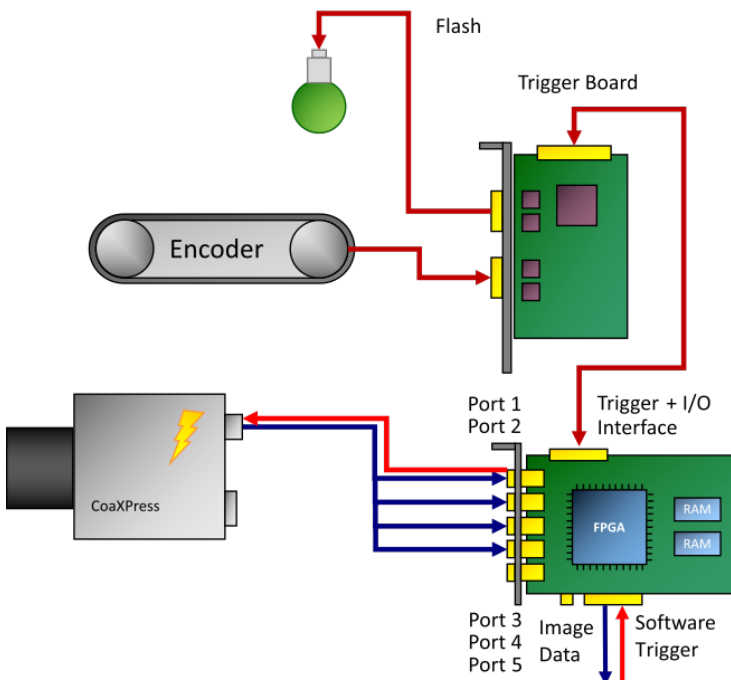 Flash
Trigger Board
Encoder
Port 1
Port 2
Trigger + I/O
Interface
CoaXPress
FPGA
RAM
RAM
Port 3
Port 4
Port 5
Image
Data
Software
Trigger